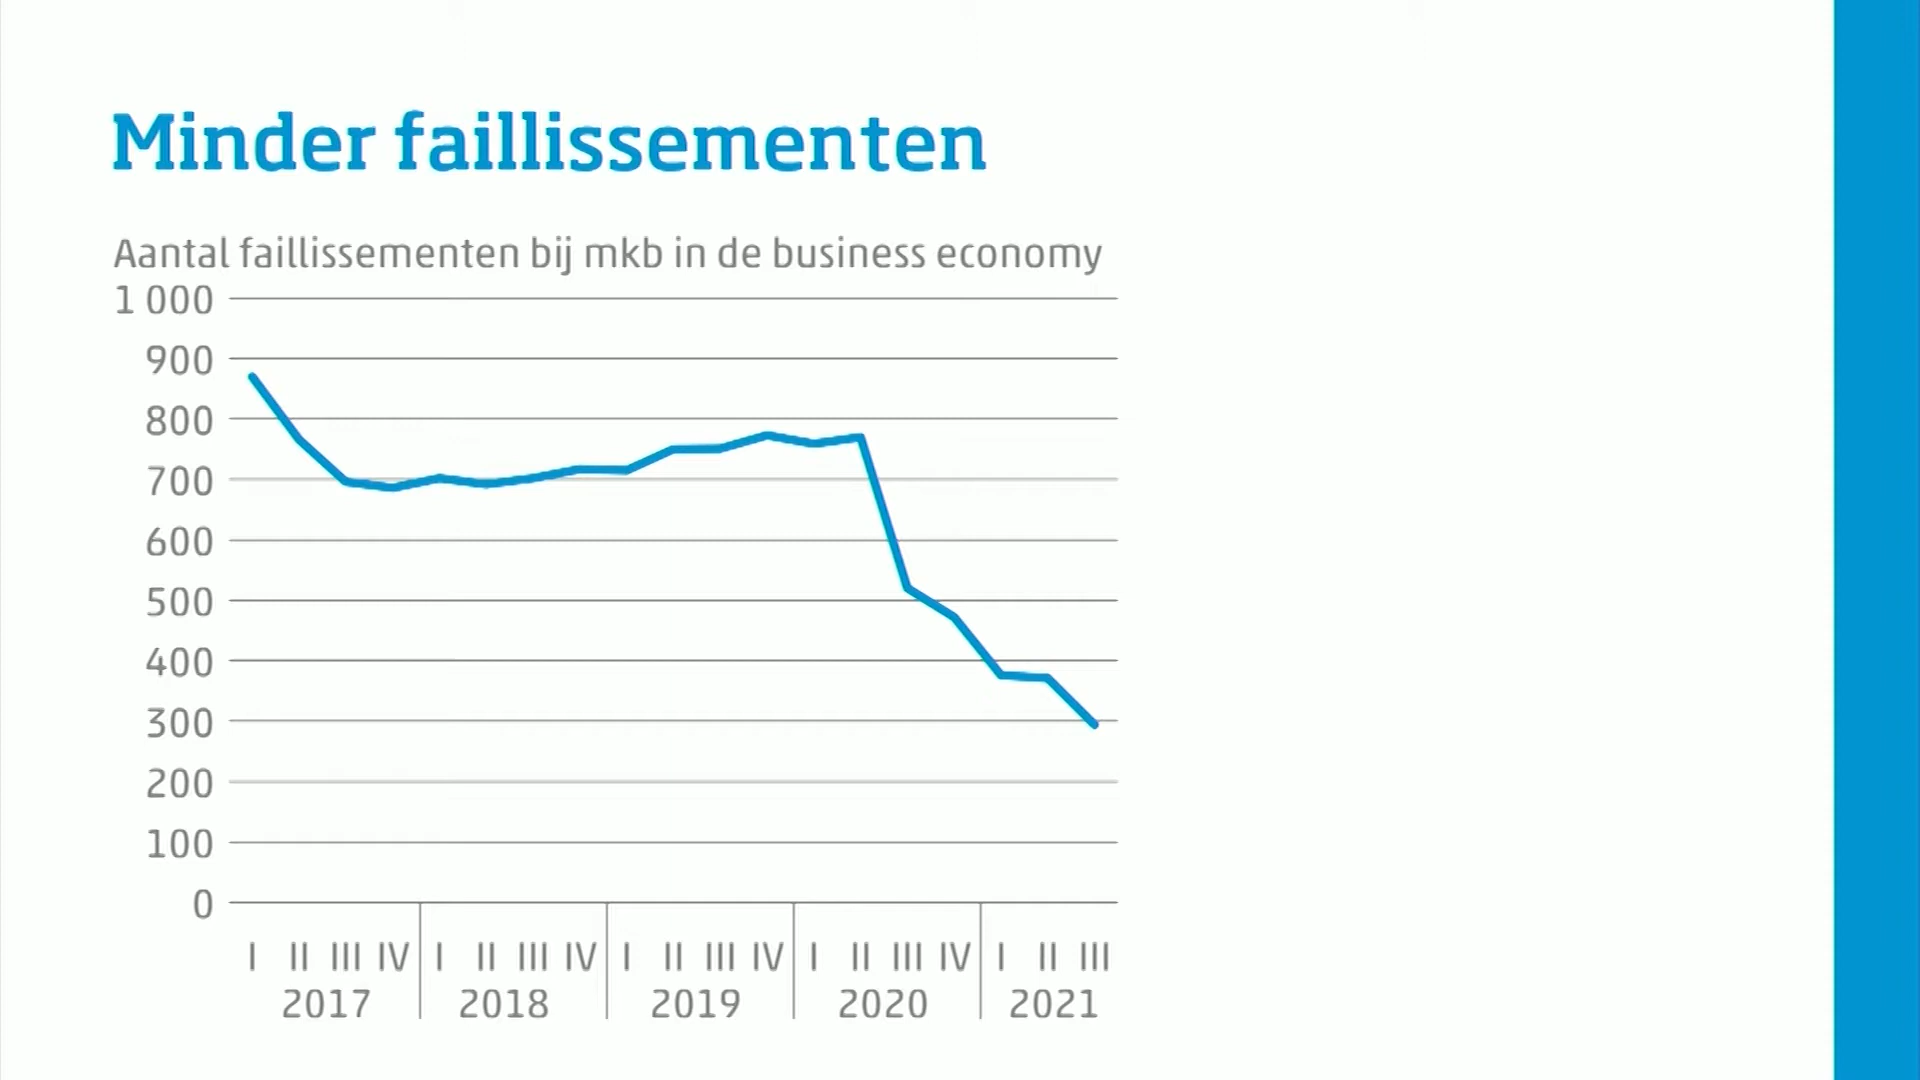 Minder faillissementen
Aantal faillissementen bij mkb in de business economy
1 000
900
800
700
600
500
400
300
200
100
0
I II III IV I II III IV I II III IV I II III IV I II III
2017 2018 2019 2020 2021